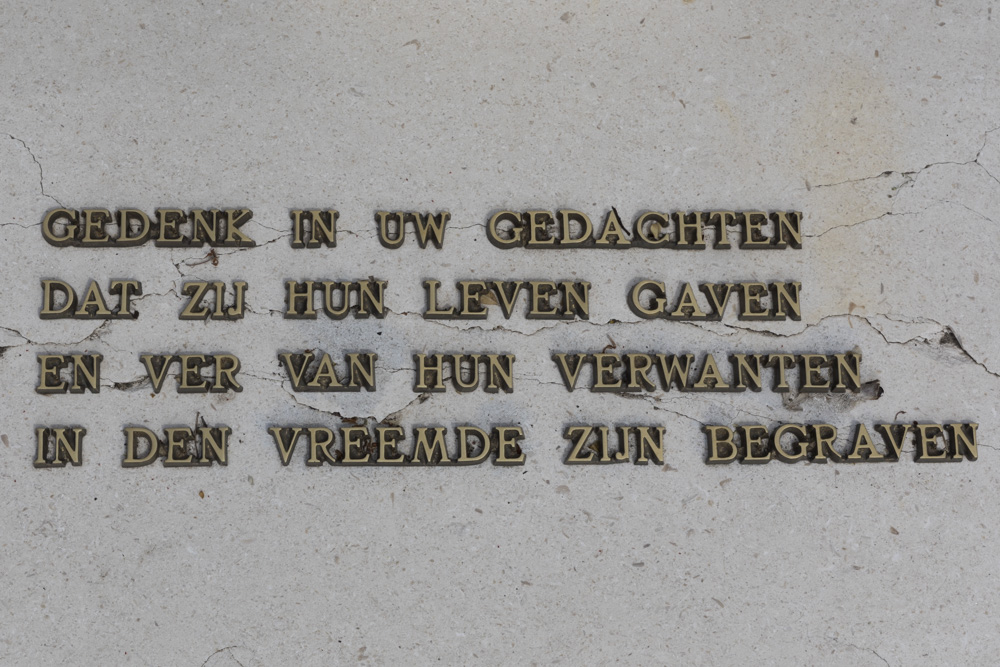 GEDENK IN UW GEDACHTEN
DAT ZIJ HUN LEVEN GAVEN
EN VER VAN HUN VERWANTEN
IN DEN VREEMDE ZIJN BEGRAVEN